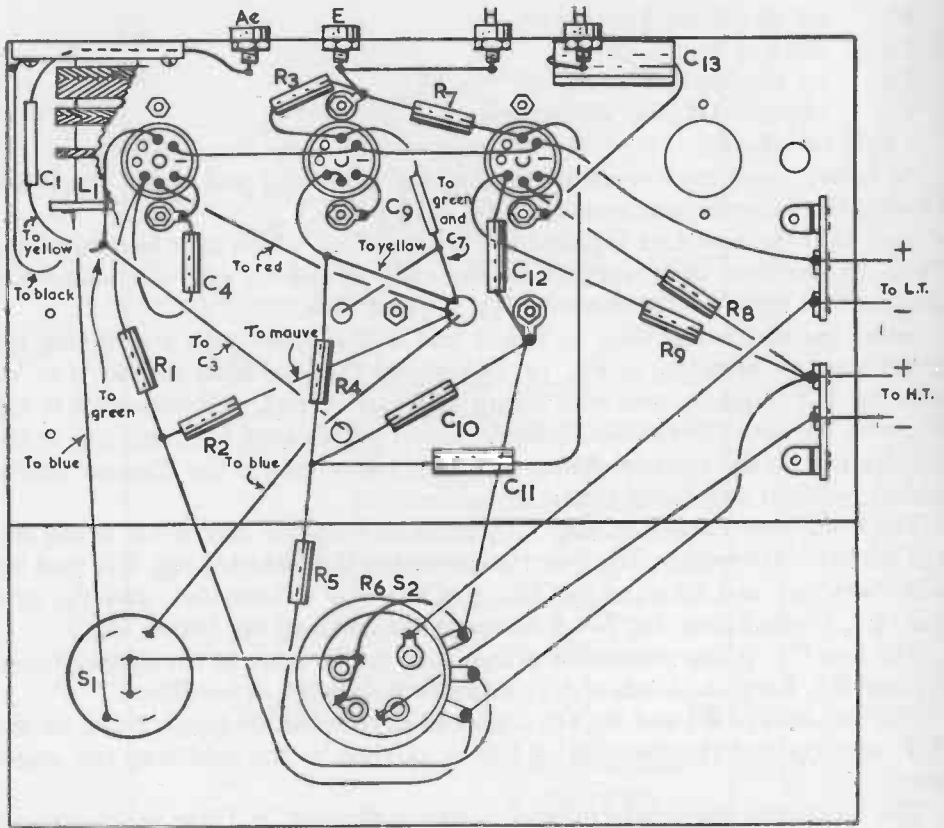 Ae
E
C13
R3
R7
C1
L1
To
yellow
To black
C9
To
green
and
C7
To yellow
To red
C4
C12
+
To L.T.
−
R8
R9
To
C3
To mauve
R1
R4
+
To H.T.
−
To
green
To blue
R2
C10
To blue
C11
R5
R6 S2
S1